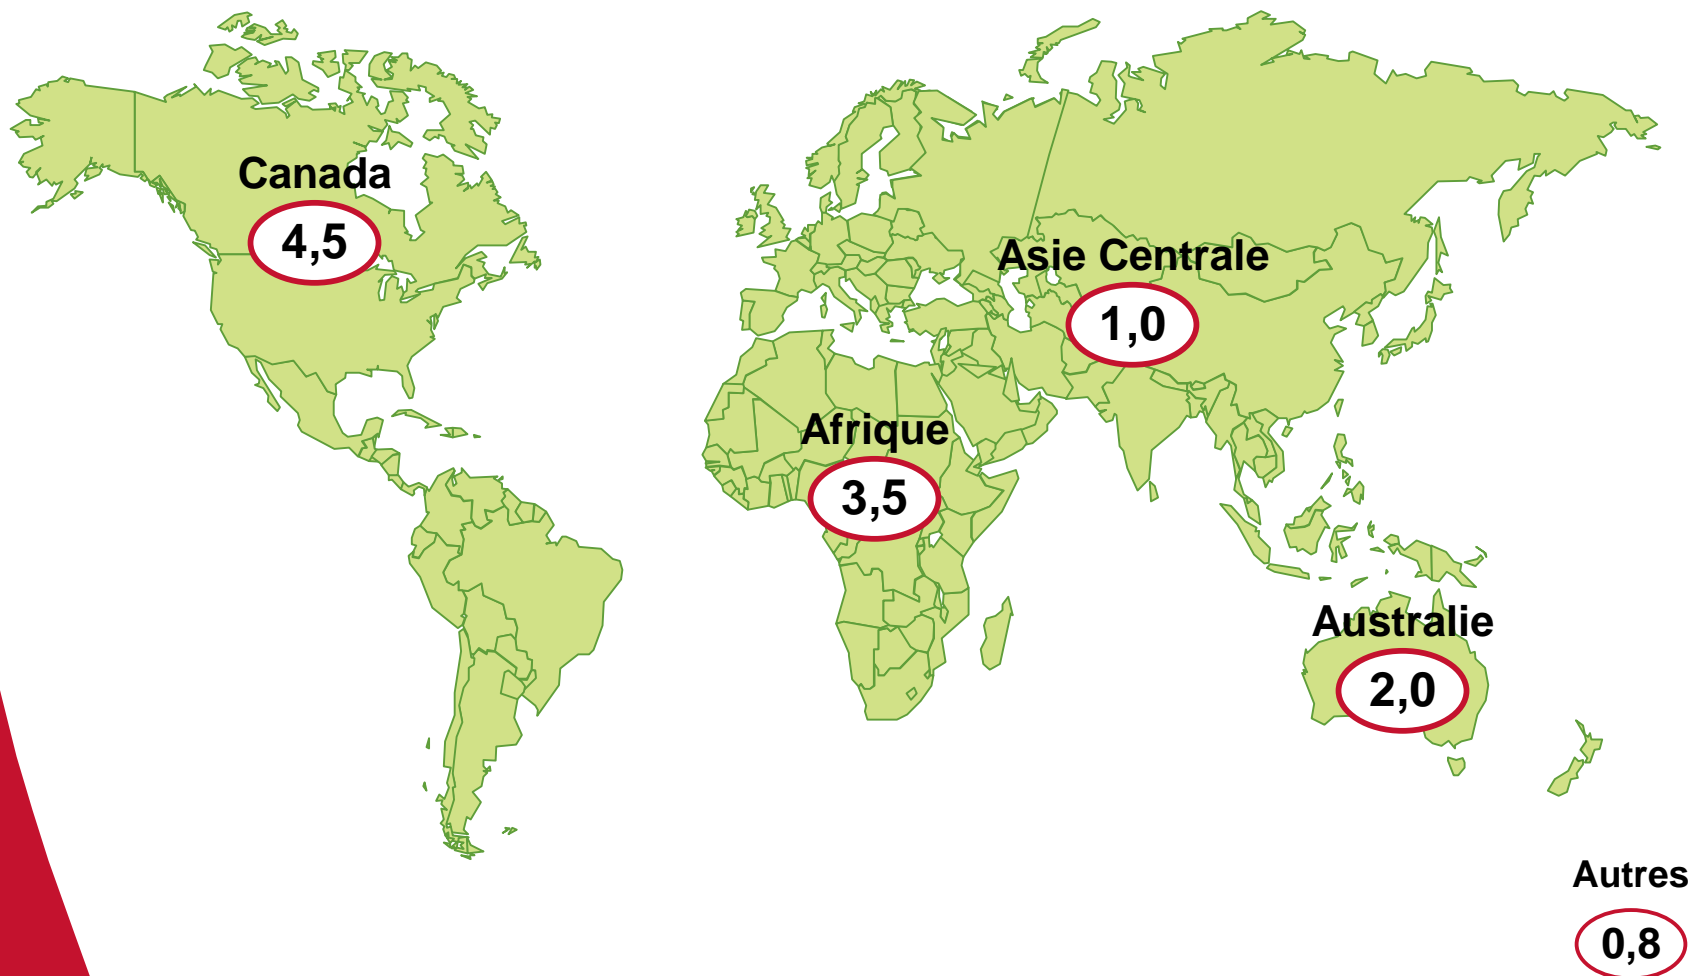 Canada
4,5
Asie Centrale
1,0
Afrique
3,5
Australie
2,0
Autres
0,8